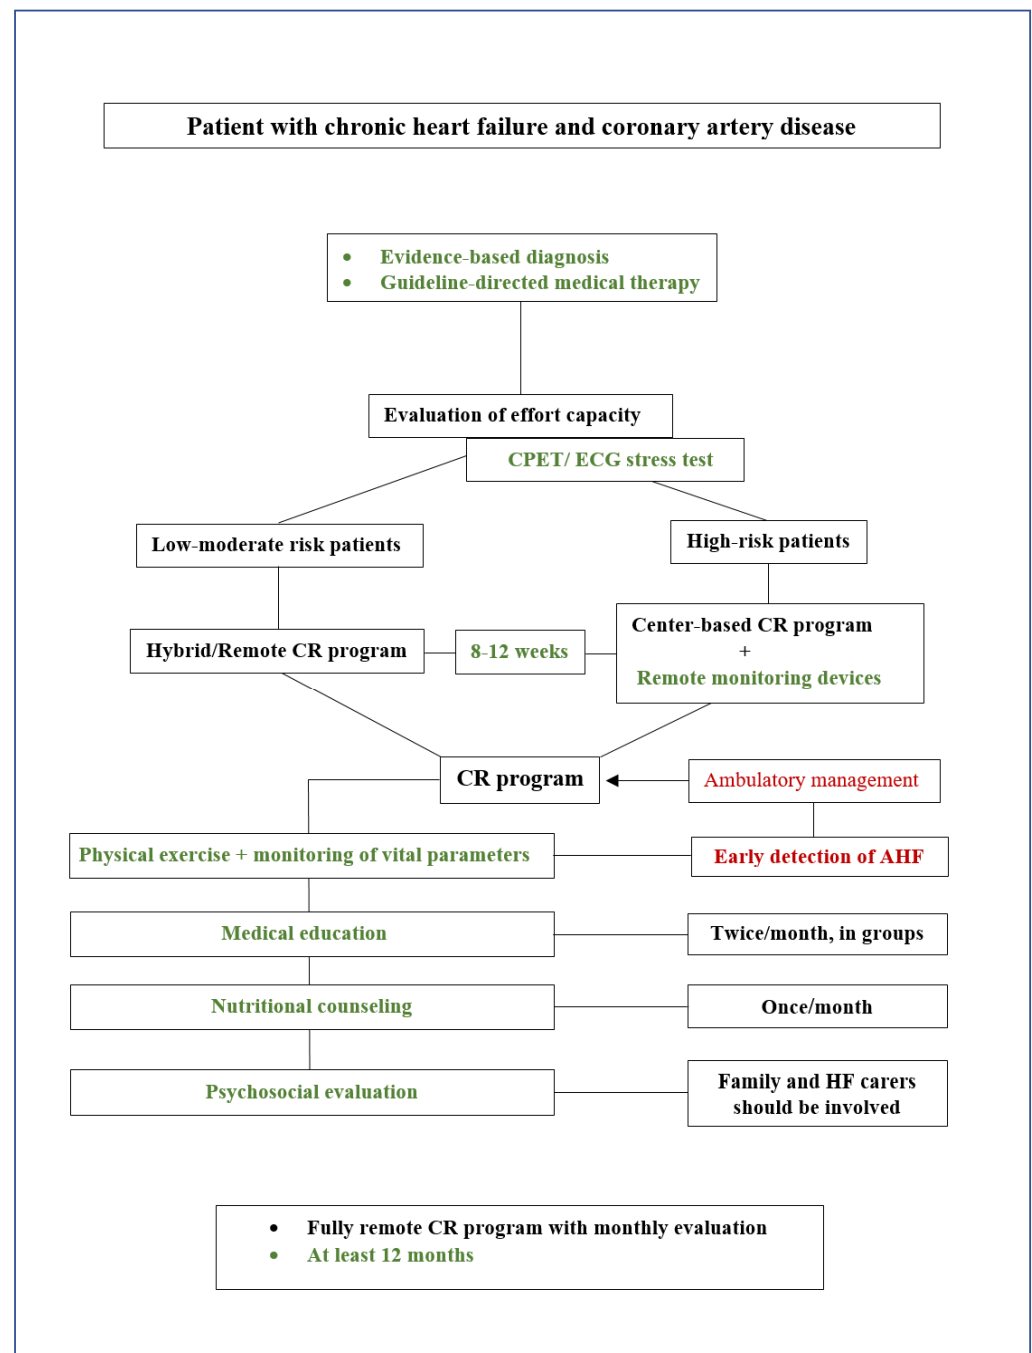 Patient with chronic heart failure and coronary artery disease
• Evidence-based diagnosis
• Guideline-directed medical therapy
Evaluation of effort capacity
CPET/ ECG stress test
Low-moderate risk patients
High-risk patients
Hybrid/Remote CR program
8-12 weeks
Center-based CR program
+
Remote monitoring devices
CR program
Ambulatory management
Physical exercise + monitoring of vital parameters
Early detection of AHF
Medical education
Twice/month, in groups
Nutritional counseling
Once/month
Psychosocial evaluation
Family and HF carers
should be involved
• Fully remote CR program with monthly evaluation
• At least 12 months